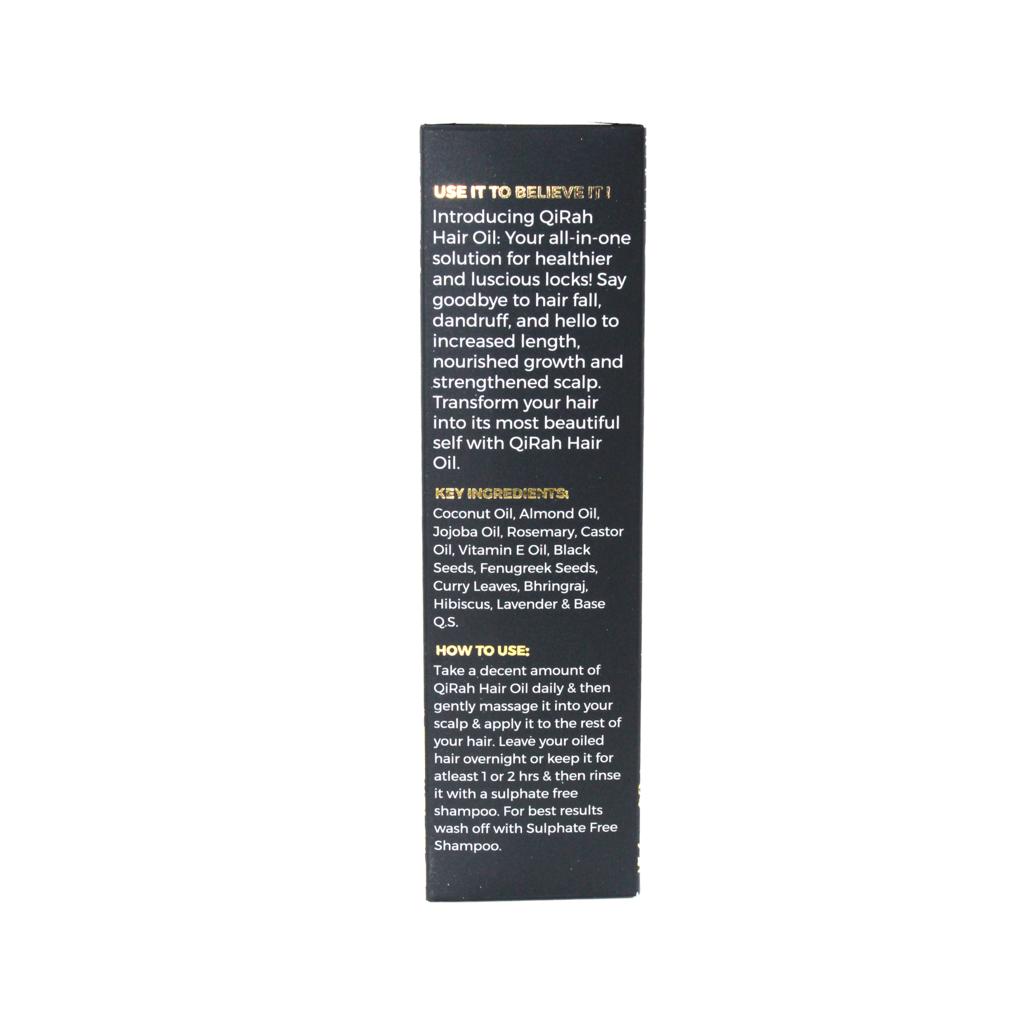 USE IT TO BELIEVE IT !
Introducing QiRah
Hair Oil: Your all-in-one
solution for healthier
and luscious locks! Say
goodbye to hair fall,
dandruff, and hello to
increased length,
nourished growth and
strengthened scalp.
Transform your hair
into its most beautiful
self with QiRah Hair
Oil.
KEY INGREDIENTS:
Coconut Oil, Almond Oil,
Jojoba Oil, Rosemary, Castor
Oil, Vitamin E Oil, Black
Seeds, Fenugreek Seeds,
Curry Leaves, Bhringraj,
Hibiscus, Lavender & Base
Q.S.
HOW TO USE:
Take a decent amount of
QiRah Hair Oil daily & then
gently massage it into your
scalp & apply it to the rest of
your hair. Leave your oiled
hair overnight or keep it for
atleast 1 or 2 hrs & then rinse
it with a sulphate free
shampoo. For best results
wash off with Sulphate Free
Shampoo.